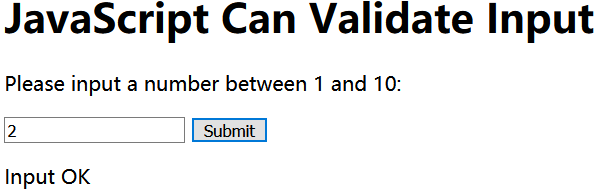 JavaScript Can Validate Input
Please input a number between 1 and 10:
2 Submit
Input OK